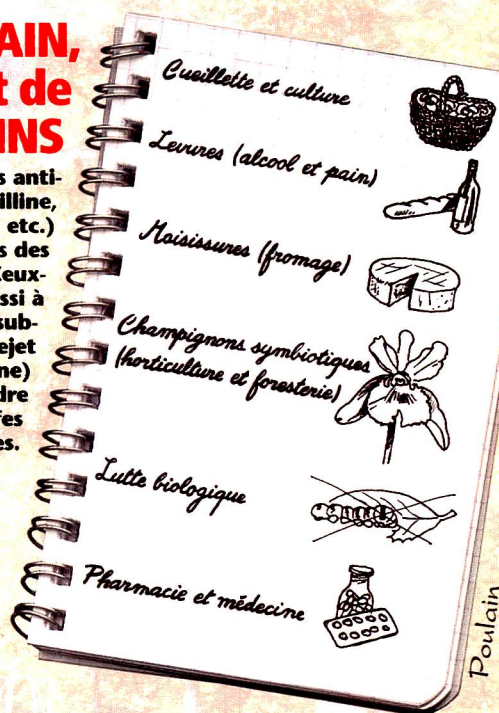 AIN,
t de
INS
s anti-
illine,
etc.)
s des
Ceux-
ssi à
sub-
ejet
ne)
dre
fes
es.
Cueillette et culture
Levures (alcool et pain)
Moisissures (fromage)
Champignons symbiotiques
(horticulture et foresterie)
Lutte biologique
Pharmacie et médecine
Poulain